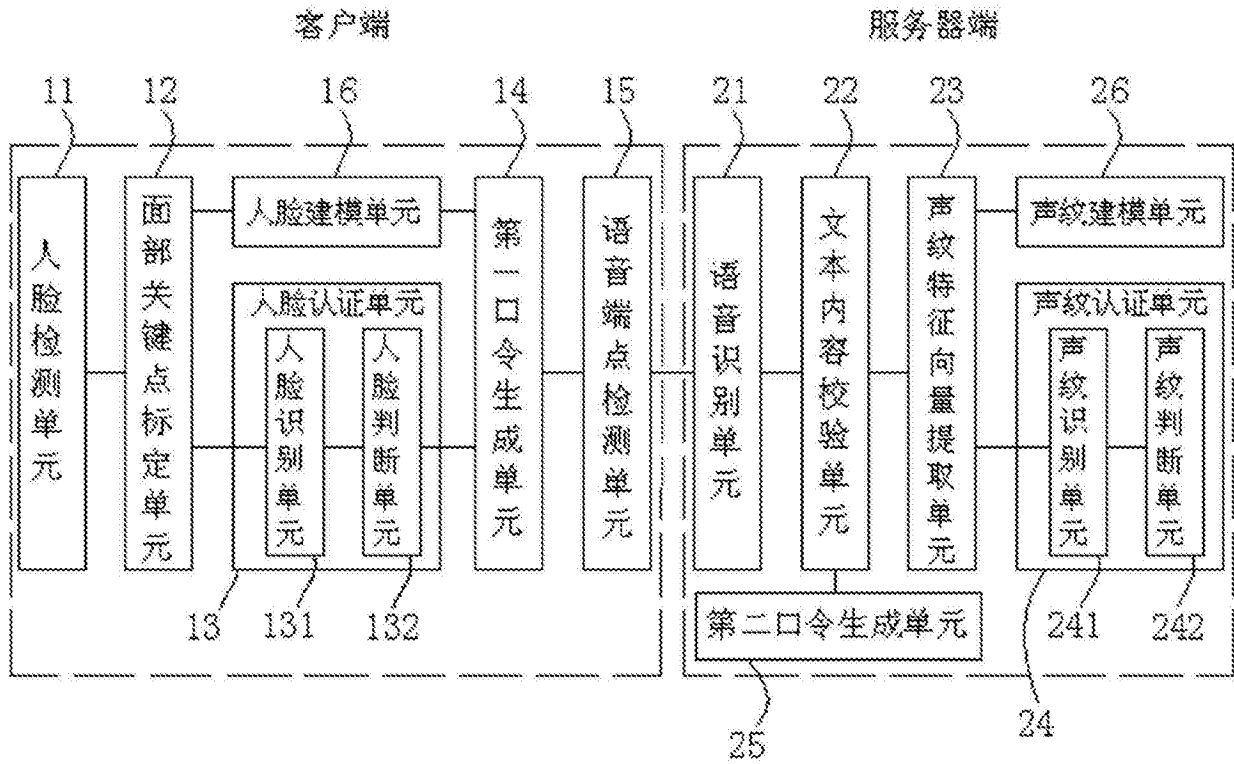 客户端
服务器端
11
12
16
14
15
21
22
23
26
人脸检测单元
面部关键点标定单元
人脸建模单元
人脸认证单元
人脸识别单元
人脸判断单元
第一口令生成单元
语音端点检测单元
语音识别单元
文本内容校验单元
声纹特征向量提取单元
声纹建模单元
声纹认证单元
声纹识别单元
声纹判断单元
13
131
132
第二口令生成单元
241
242
25
24